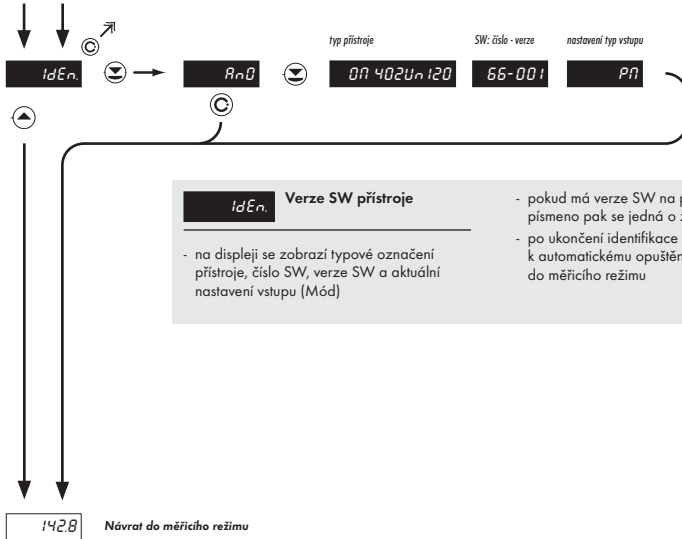 typ přístroje
SW: číslo - verze
nastavení typ vstupu
IdEn.
AnO
OM 402Un 120
66-001
PM
IdEn.
Verze SW přístroje
- na displeji se zobrazí typové označení
přístroje, číslo SW, verze SW a aktuální
nastavení vstupu (Mód)
- pokud má verze SW na
písmeno pak se jedná o
- po ukončení identifikace
k automatickému
do měřicího režimu
142.8
Návrat do měřicího režimu